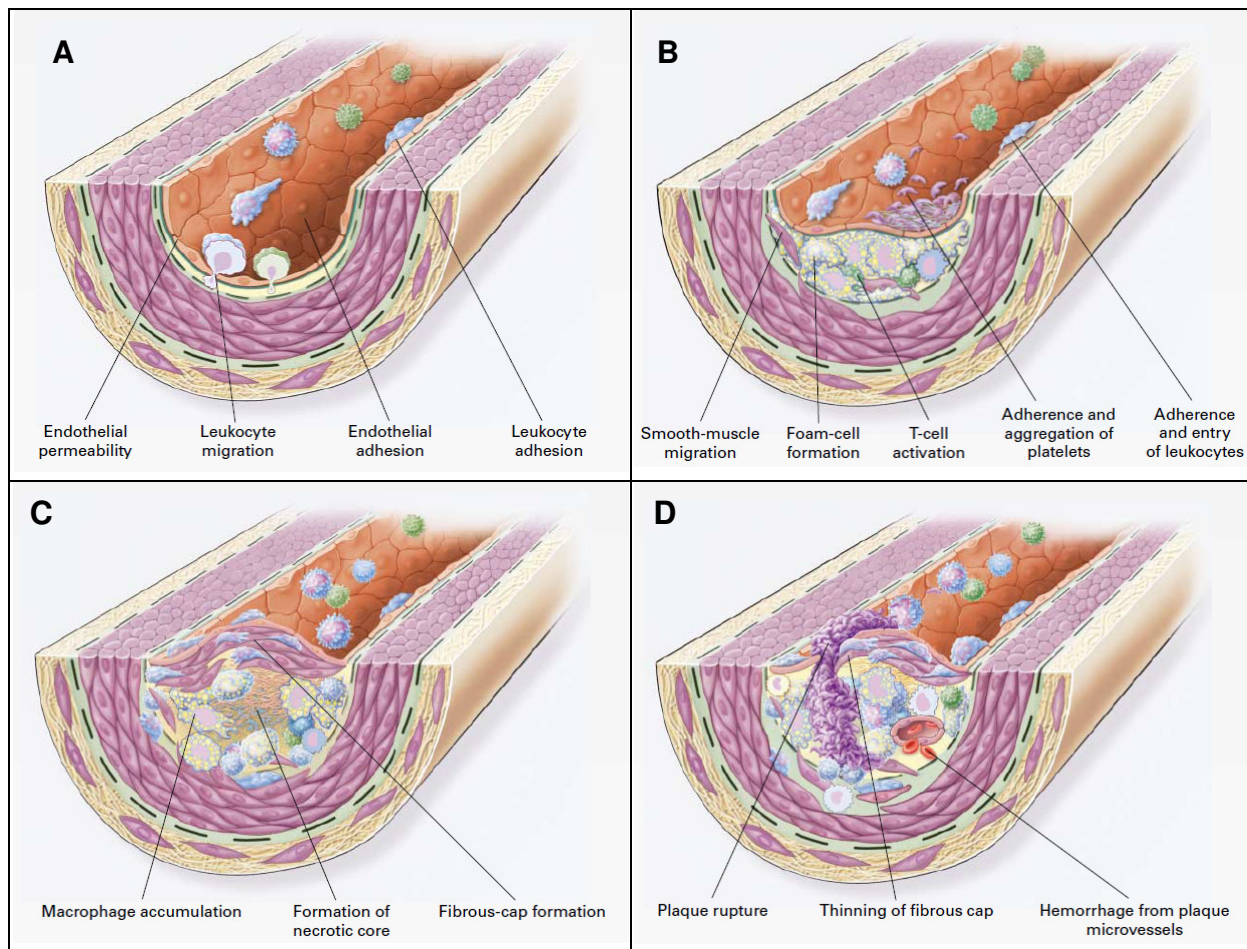 A
Endothelial
permeability
Leukocyte
migration
Endothelial
adhesion
Leukocyte
adhesion
B
Smooth-muscle
migration
Foam-cell
formation
T-cell
activation
Adherence and
aggregation of
platelets
Adherence
and entry
of leukocytes
C
Macrophage accumulation
Formation of
necrotic core
Fibrous-cap formation
D
Plaque rupture
Thinning of fibrous cap
Hemorrhage from plaque
microvessels